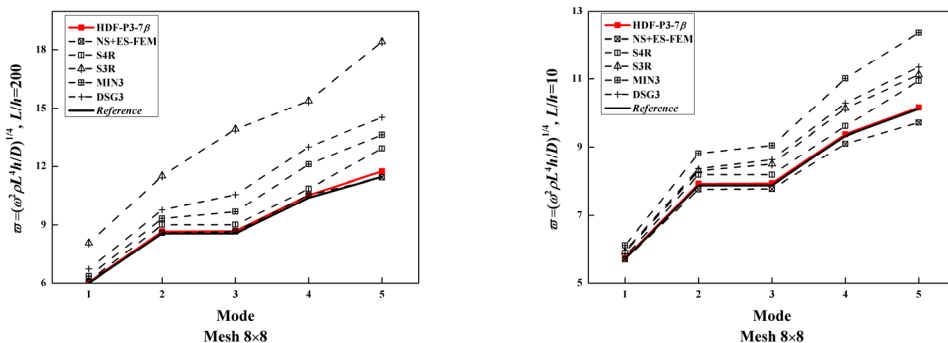 ϖ=(ω²ρL⁴h/D)^1/4, L/h=200
18
15
12
9
6
HDF-P3-7β
NS+ES-FEM
S4R
S3R
MIN3
DSG3
Reference
1 2 3 4 5
Mode
Mesh 8×8
ϖ=(ω²ρL⁴h/D)^1/4, L/h=10
13
11
9
7
5
HDF-P3-7β
NS+ES-FEM
S4R
S3R
MIN3
DSG3
Reference
1 2 3 4 5
Mode
Mesh 8×8